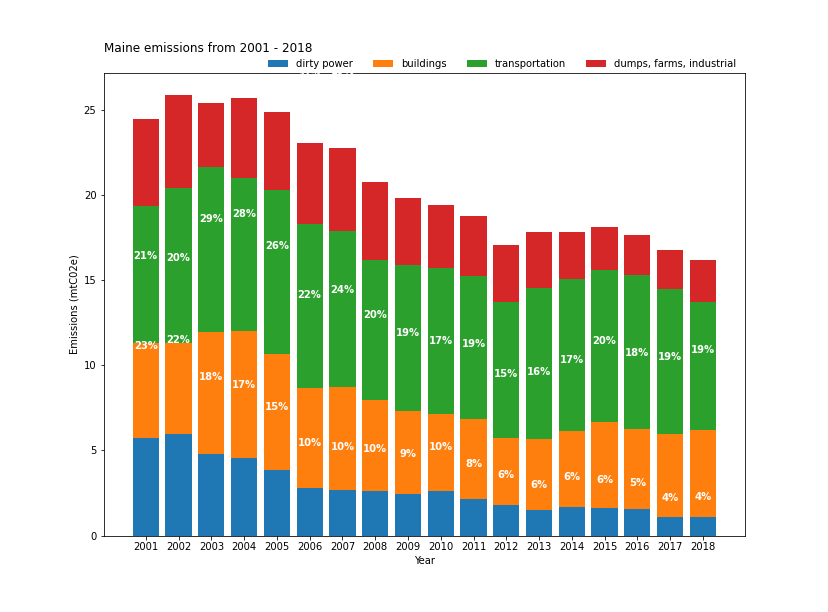 Maine emissions from 2001 - 2018
dirty power buildings transportation dumps, farms, industrial
25
20
15
10
5
0
Emissions (mtC02e)
21% 20% 29% 28% 26% 22% 24% 20% 19% 17% 19% 15% 16% 17% 20% 18% 19% 19%
23% 22% 18% 17% 15% 10% 10% 10% 9% 10% 8% 6% 6% 6% 6% 5% 4% 4%
2001 2002 2003 2004 2005 2006 2007 2008 2009 2010 2011 2012 2013 2014 2015 2016 2017 2018
Year